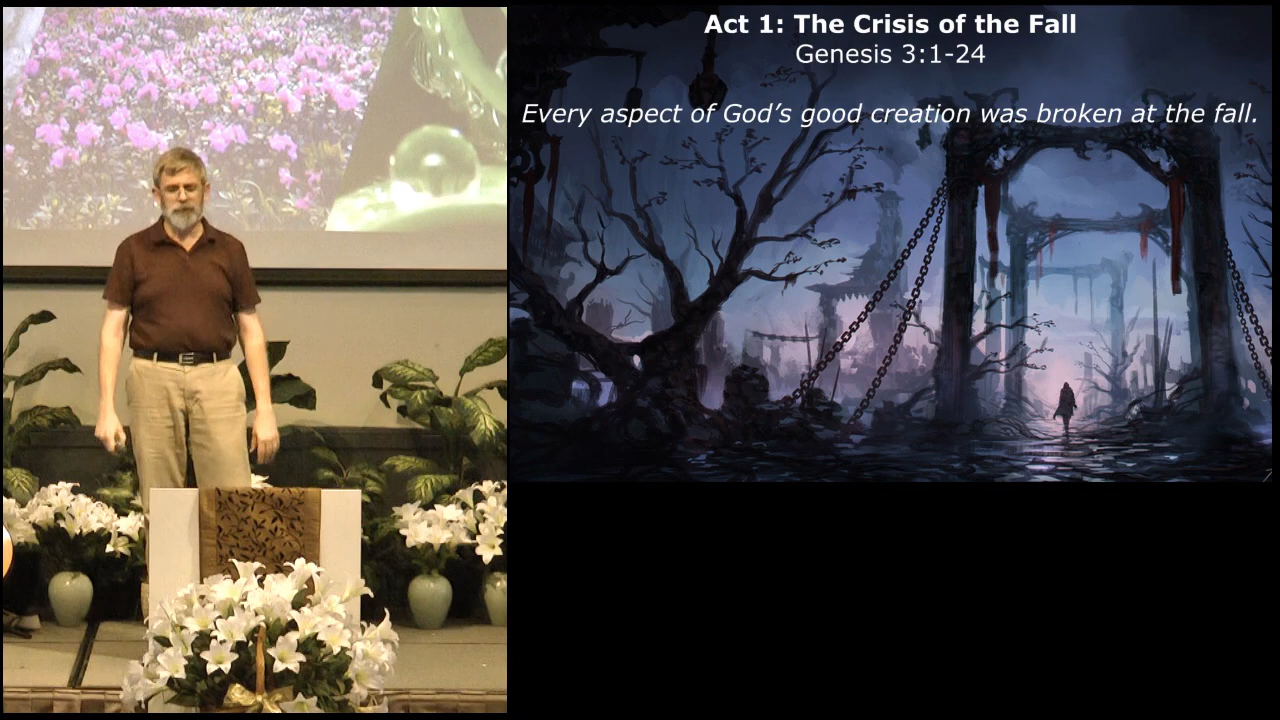 Act 1: The Crisis of the Fall
Genesis 3:1-24
Every aspect of God’s good creation was broken at the fall.